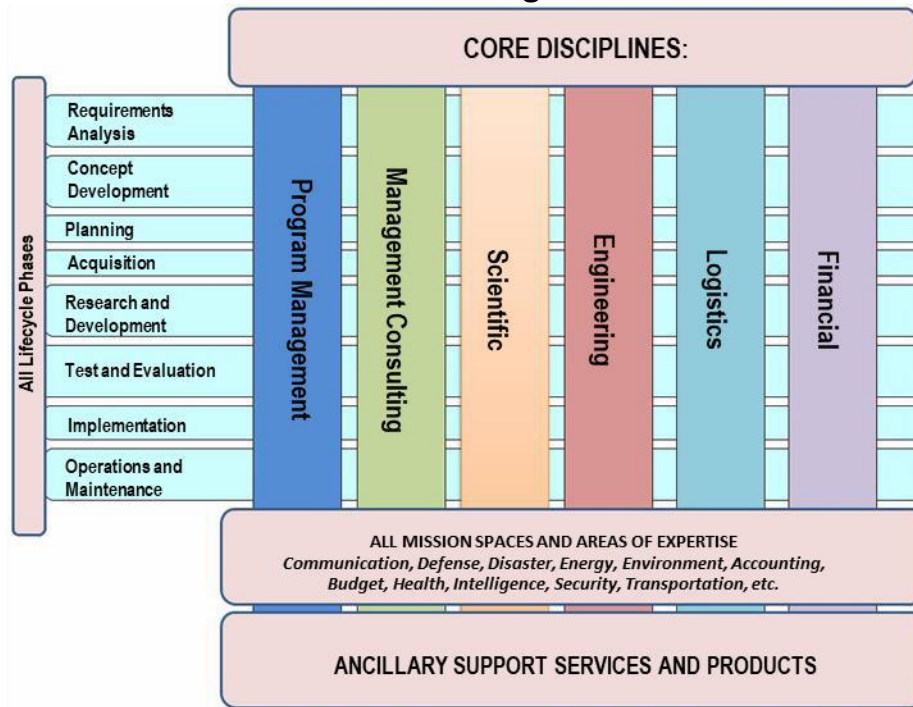 CORE DISCIPLINES:
All Lifecycle Phases
Requirements
Analysis
Concept
Development
Planning
Acquisition
Research and
Development
Test and Evaluation
Implementation
Operations and
Maintenance
Program Management
Management Consulting
Scientific
Engineering
Logistics
Financial
ALL MISSION SPACES AND AREAS OF EXPERTISE
Communication, Defense, Disaster, Energy, Environment, Accounting,
Budget, Health, Intelligence, Security, Transportation, etc.
ANCILLARY SUPPORT SERVICES AND PRODUCTS